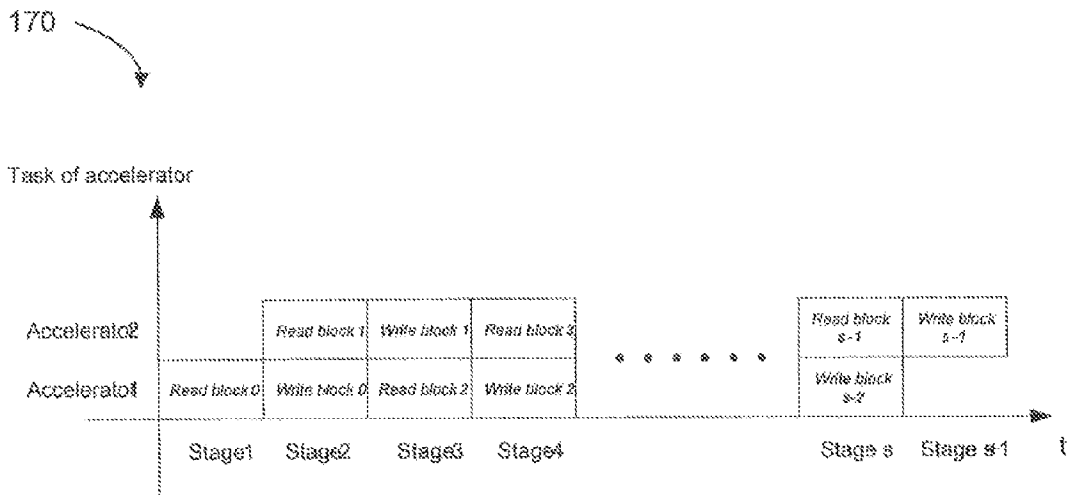 170
Task of accelerator
Accelerator2
Read block 1
Write block 1
Read block 3
Read block
s-1
Write block
s-1
Accelerator1
Read block 0
Write block 0
Read block 2
Write block 2
Write block
s-2
Stage1
Stage2
Stage3
Stage4
Stage s
Stage s+1
t